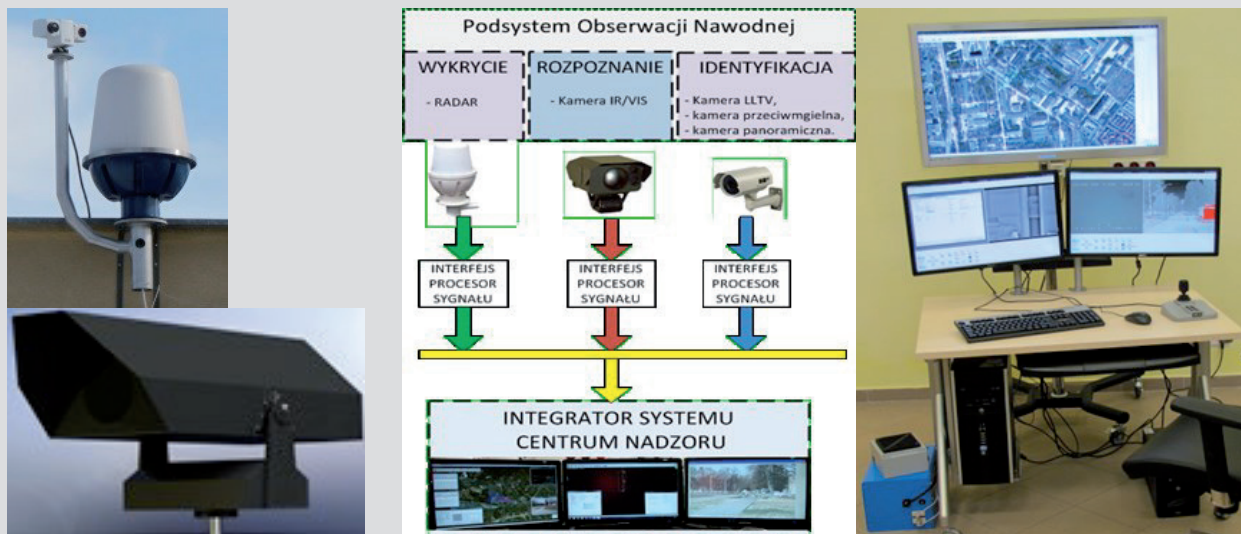 Podsystem Obserwacji Nawodnej
WYKRYCIE
- RADAR
ROZPOZNANIE
- Kamera IR/VIS
IDENTYFIKACJA
- Kamera LLTV,
- kamera przeciwmgielna,
- kamera panoramiczna.
INTERFEJS
PROCESOR
SYGNAŁU
INTERFEJS
PROCESOR
SYGNAŁU
INTERFEJS
PROCESOR
SYGNAŁU
INTEGRATOR SYSTEMU
CENTRUM NADZORU